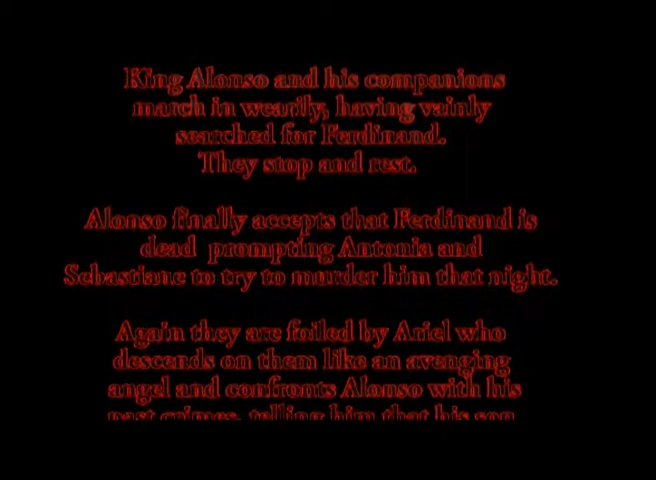 King Alonso and his companions
march in wearily, having vainly
searched for Ferdinand.
They stop and rest.
Alonso finally accepts that Ferdinand is
dead prompting Antonia and
Sebastiane to try to murder him that night.
Again they are foiled by Ariel who
descends on them like an avenging
angel and confronts Alonso with his
past crimes, telling him that his son